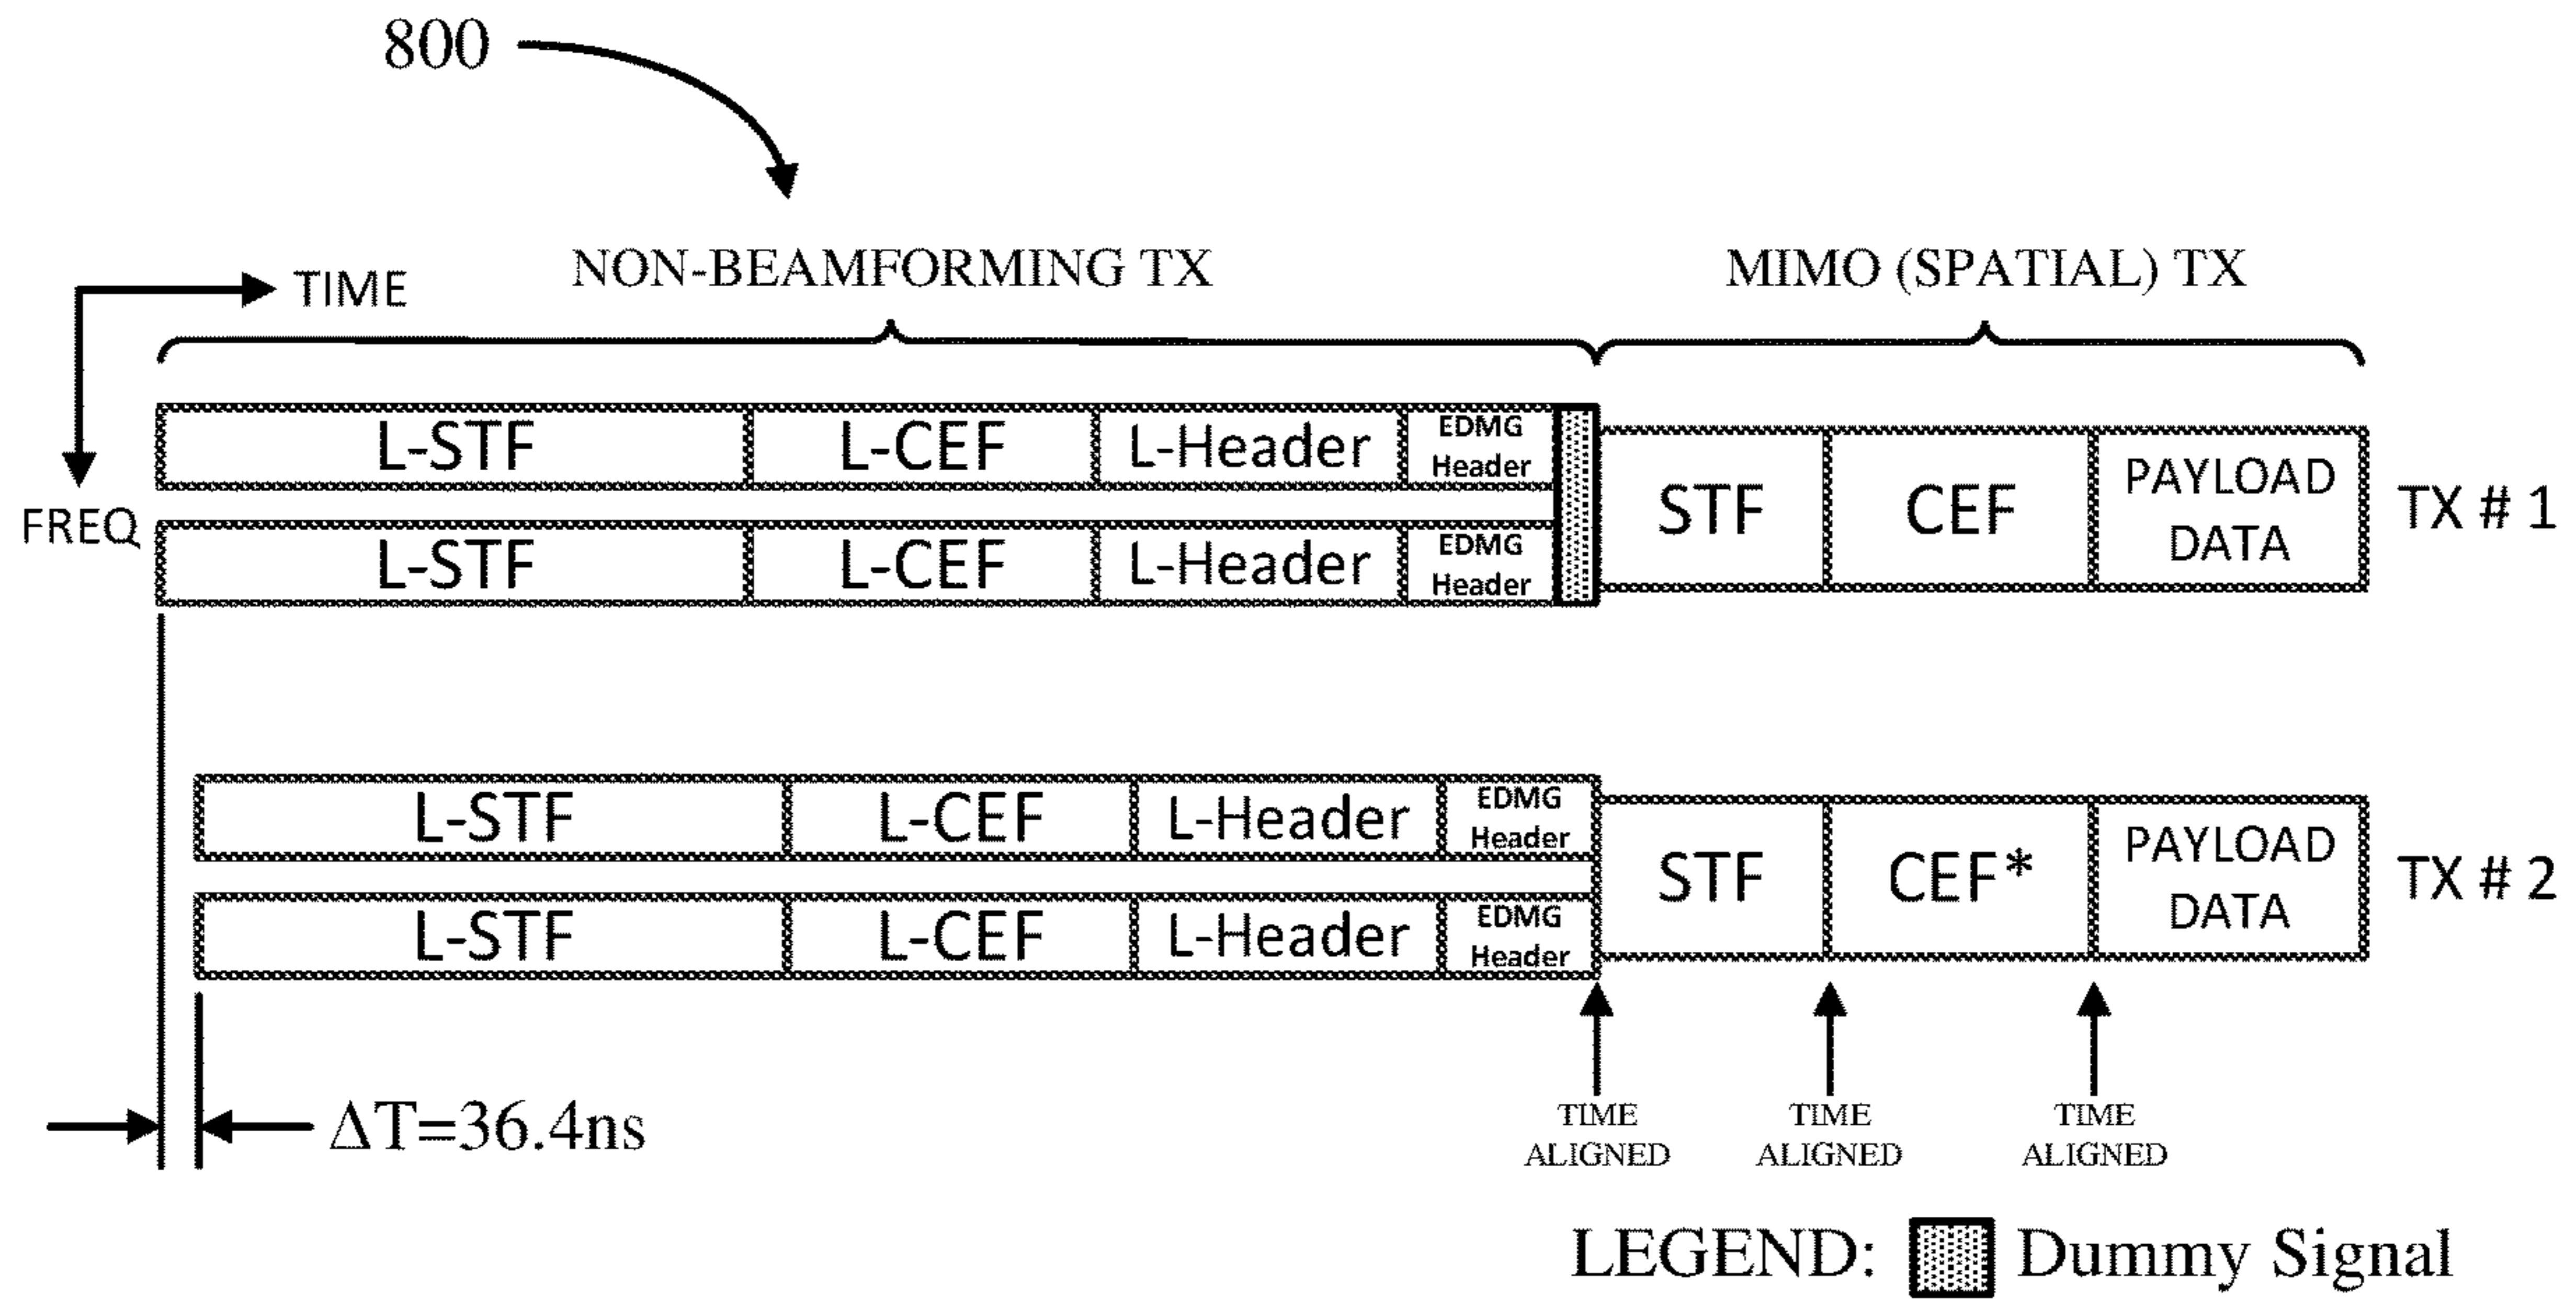 800
NON-BEAMFORMING TX
MIMO (SPATIAL) TX
TIME
FREQ
L-STF L-CEF L-Header EDMG Header
L-STF L-CEF L-Header EDMG Header
STF CEF PAYLOAD DATA TX # 1
L-STF L-CEF L-Header EDMG Header
L-STF L-CEF L-Header EDMG Header
STF CEF* PAYLOAD DATA TX # 2
ΔT=36.4ns
TIME ALIGNED
TIME ALIGNED
TIME ALIGNED
LEGEND: Dummy Signal